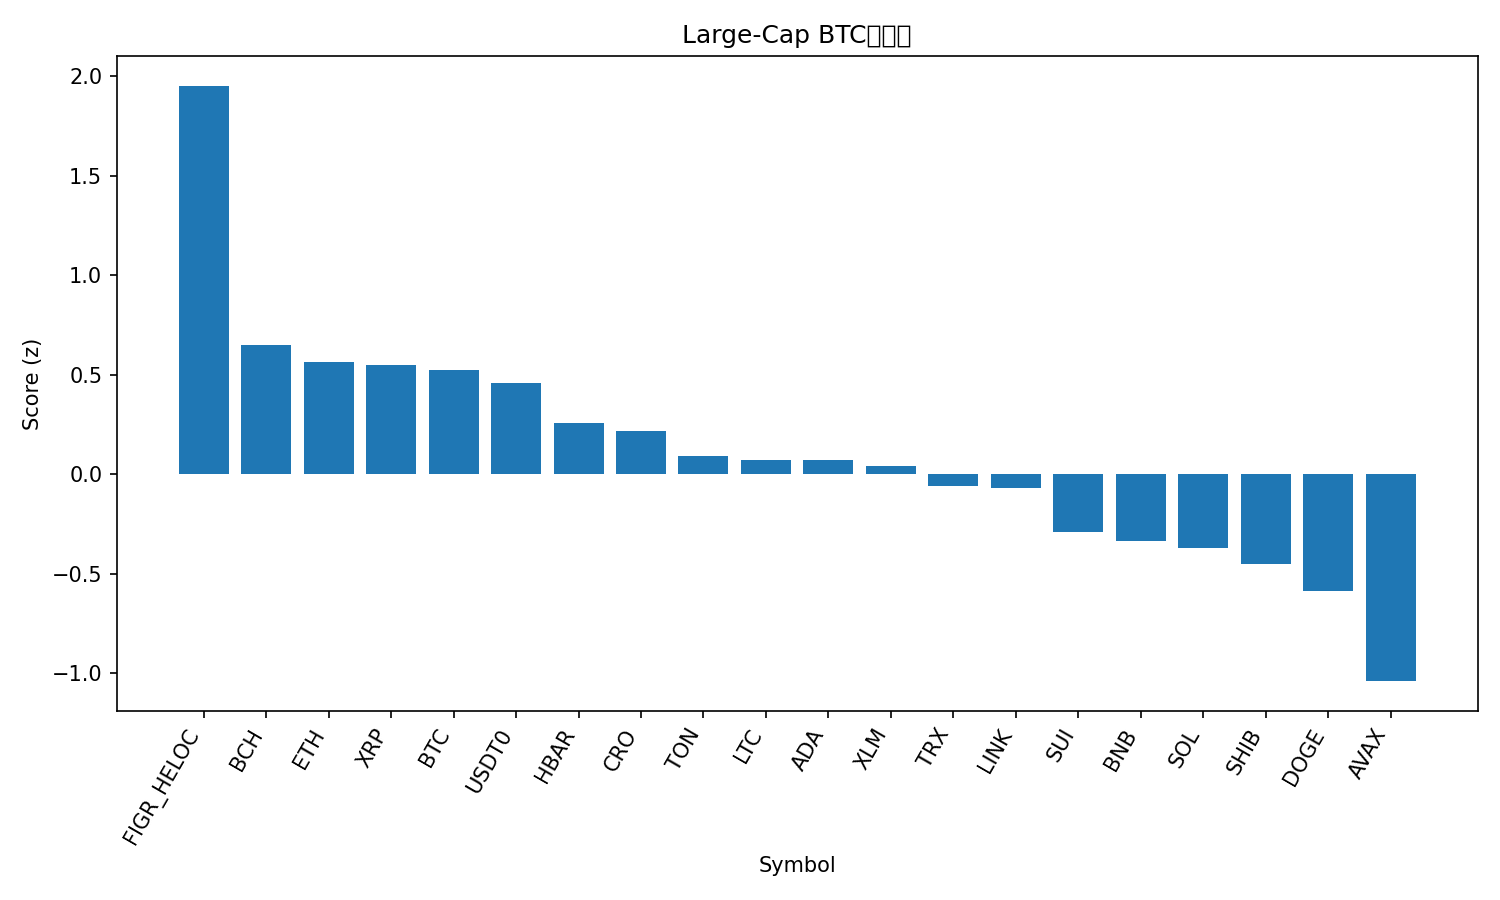 Large-Cap BTC
2.0
1.5
1.0
0.5
0.0
−0.5
−1.0
Score (z)
FIGR_HELOC
BCH
ETH
XRP
BTC
USDT0
HBAR
CRO
TON
LTC
ADA
XLM
TRX
LINK
SUI
BNB
SOL
SHIB
DOGE
AVAX
Symbol